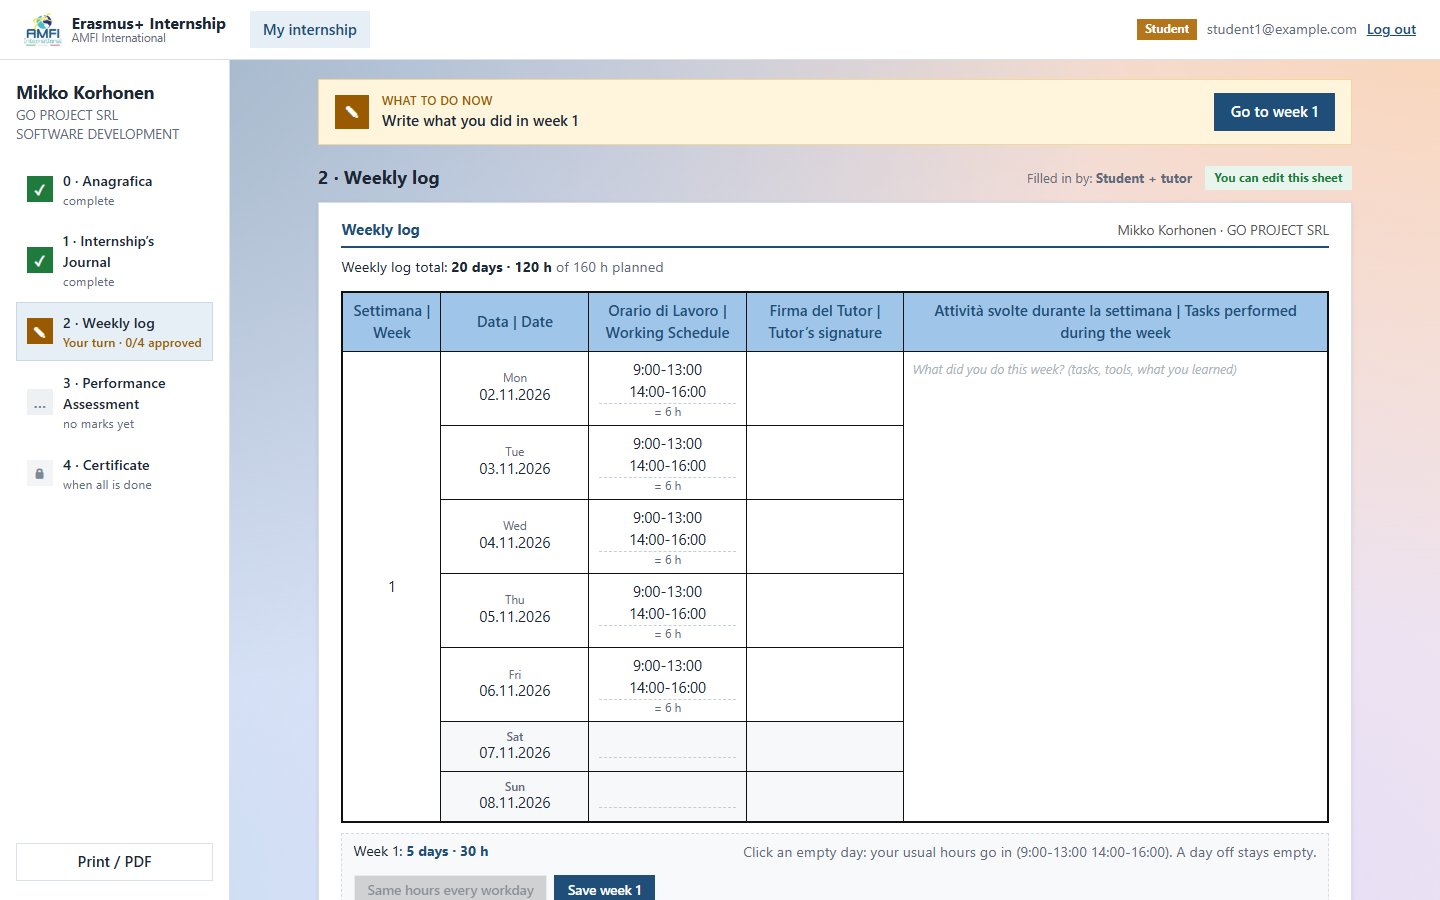 AMFI
Erasmus+ Internship
AMFI International
My internship
Student
student1@example.com
Log out
Mikko Korhonen
GO PROJECT SRL
SOFTWARE DEVELOPMENT
0 · Anagrafica
complete
1 · Internship's
Journal
complete
2 · Weekly log
Your turn · 0/4 approved
3 · Performance
Assessment
no marks yet
4 · Certificate
when all is done
Print / PDF
WHAT TO DO NOW
Write what you did in week 1
Go to week 1
2 · Weekly log
Filled in by: Student + tutor
You can edit this sheet
Weekly log
Mikko Korhonen · GO PROJECT SRL
Weekly log total: 20 days · 120 h of 160 h planned
Settimana |
Week
Data | Date
Orario di Lavoro |
Working Schedule
Firma del Tutor |
Tutor's signature
Attività svolte durante la settimana | Tasks performed
during the week
1
Mon
02.11.2026
9:00-13:00
14:00-16:00
= 6 h
What did you do this week? (tasks, tools, what you learned)
Tue
03.11.2026
9:00-13:00
14:00-16:00
= 6 h
Wed
04.11.2026
9:00-13:00
14:00-16:00
= 6 h
Thu
05.11.2026
9:00-13:00
14:00-16:00
= 6 h
Fri
06.11.2026
9:00-13:00
14:00-16:00
= 6 h
Sat
07.11.2026
Sun
08.11.2026
Week 1: 5 days · 30 h
Click an empty day: your usual hours go in (9:00-13:00 14:00-16:00). A day off stays empty.
Same hours every workday
Save week 1